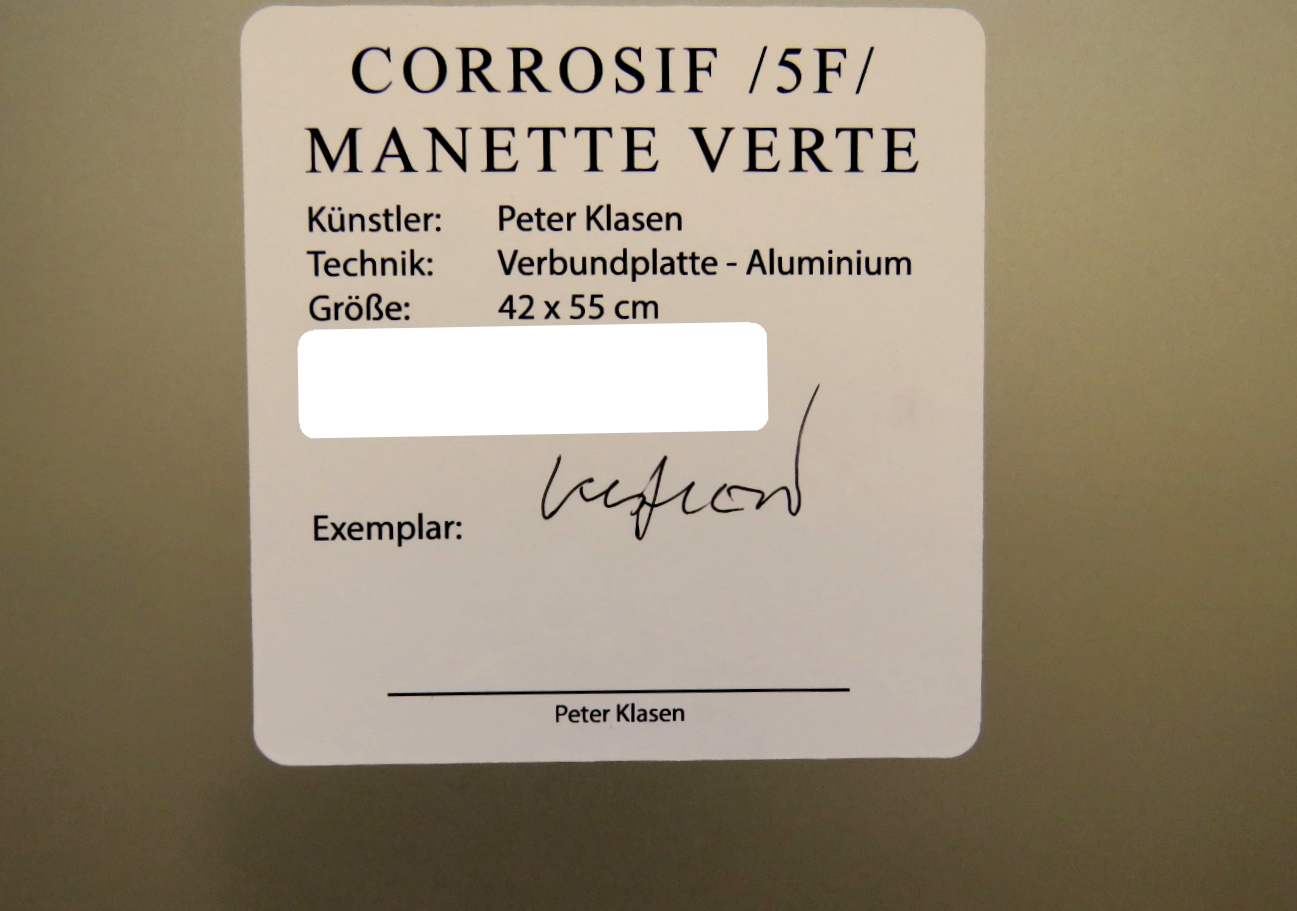 CORROSIF /5F/
MANETTE VERTE
Künstler: Peter Klasen
Technik: Verbundplatte - Aluminium
Größe: 42 x 55 cm
Exemplar:
Peter Klasen